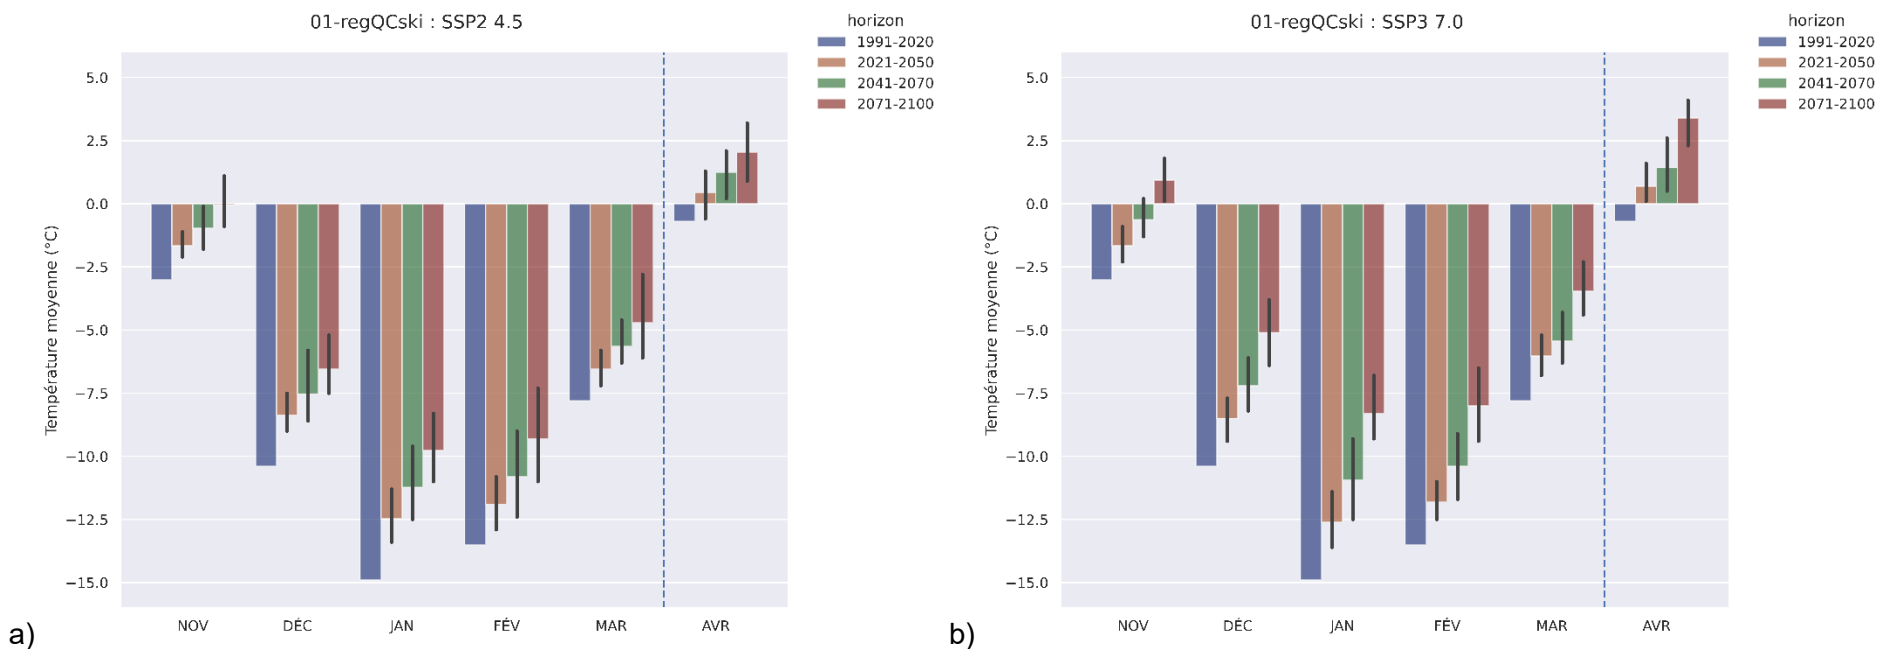 01-regQCski : SSP2 4.5
horizon
1991-2020
2021-2050
2041-2070
2071-2100
Température moyenne (°C)
5.0
2.5
0.0
−2.5
−5.0
−7.5
−10.0
−12.5
−15.0
NOV DÉC JAN FÉV MAR AVR
a)
01-regQCski : SSP3 7.0
horizon
1991-2020
2021-2050
2041-2070
2071-2100
Température moyenne (°C)
5.0
2.5
0.0
−2.5
−5.0
−7.5
−10.0
−12.5
−15.0
NOV DÉC JAN FÉV MAR AVR
b)